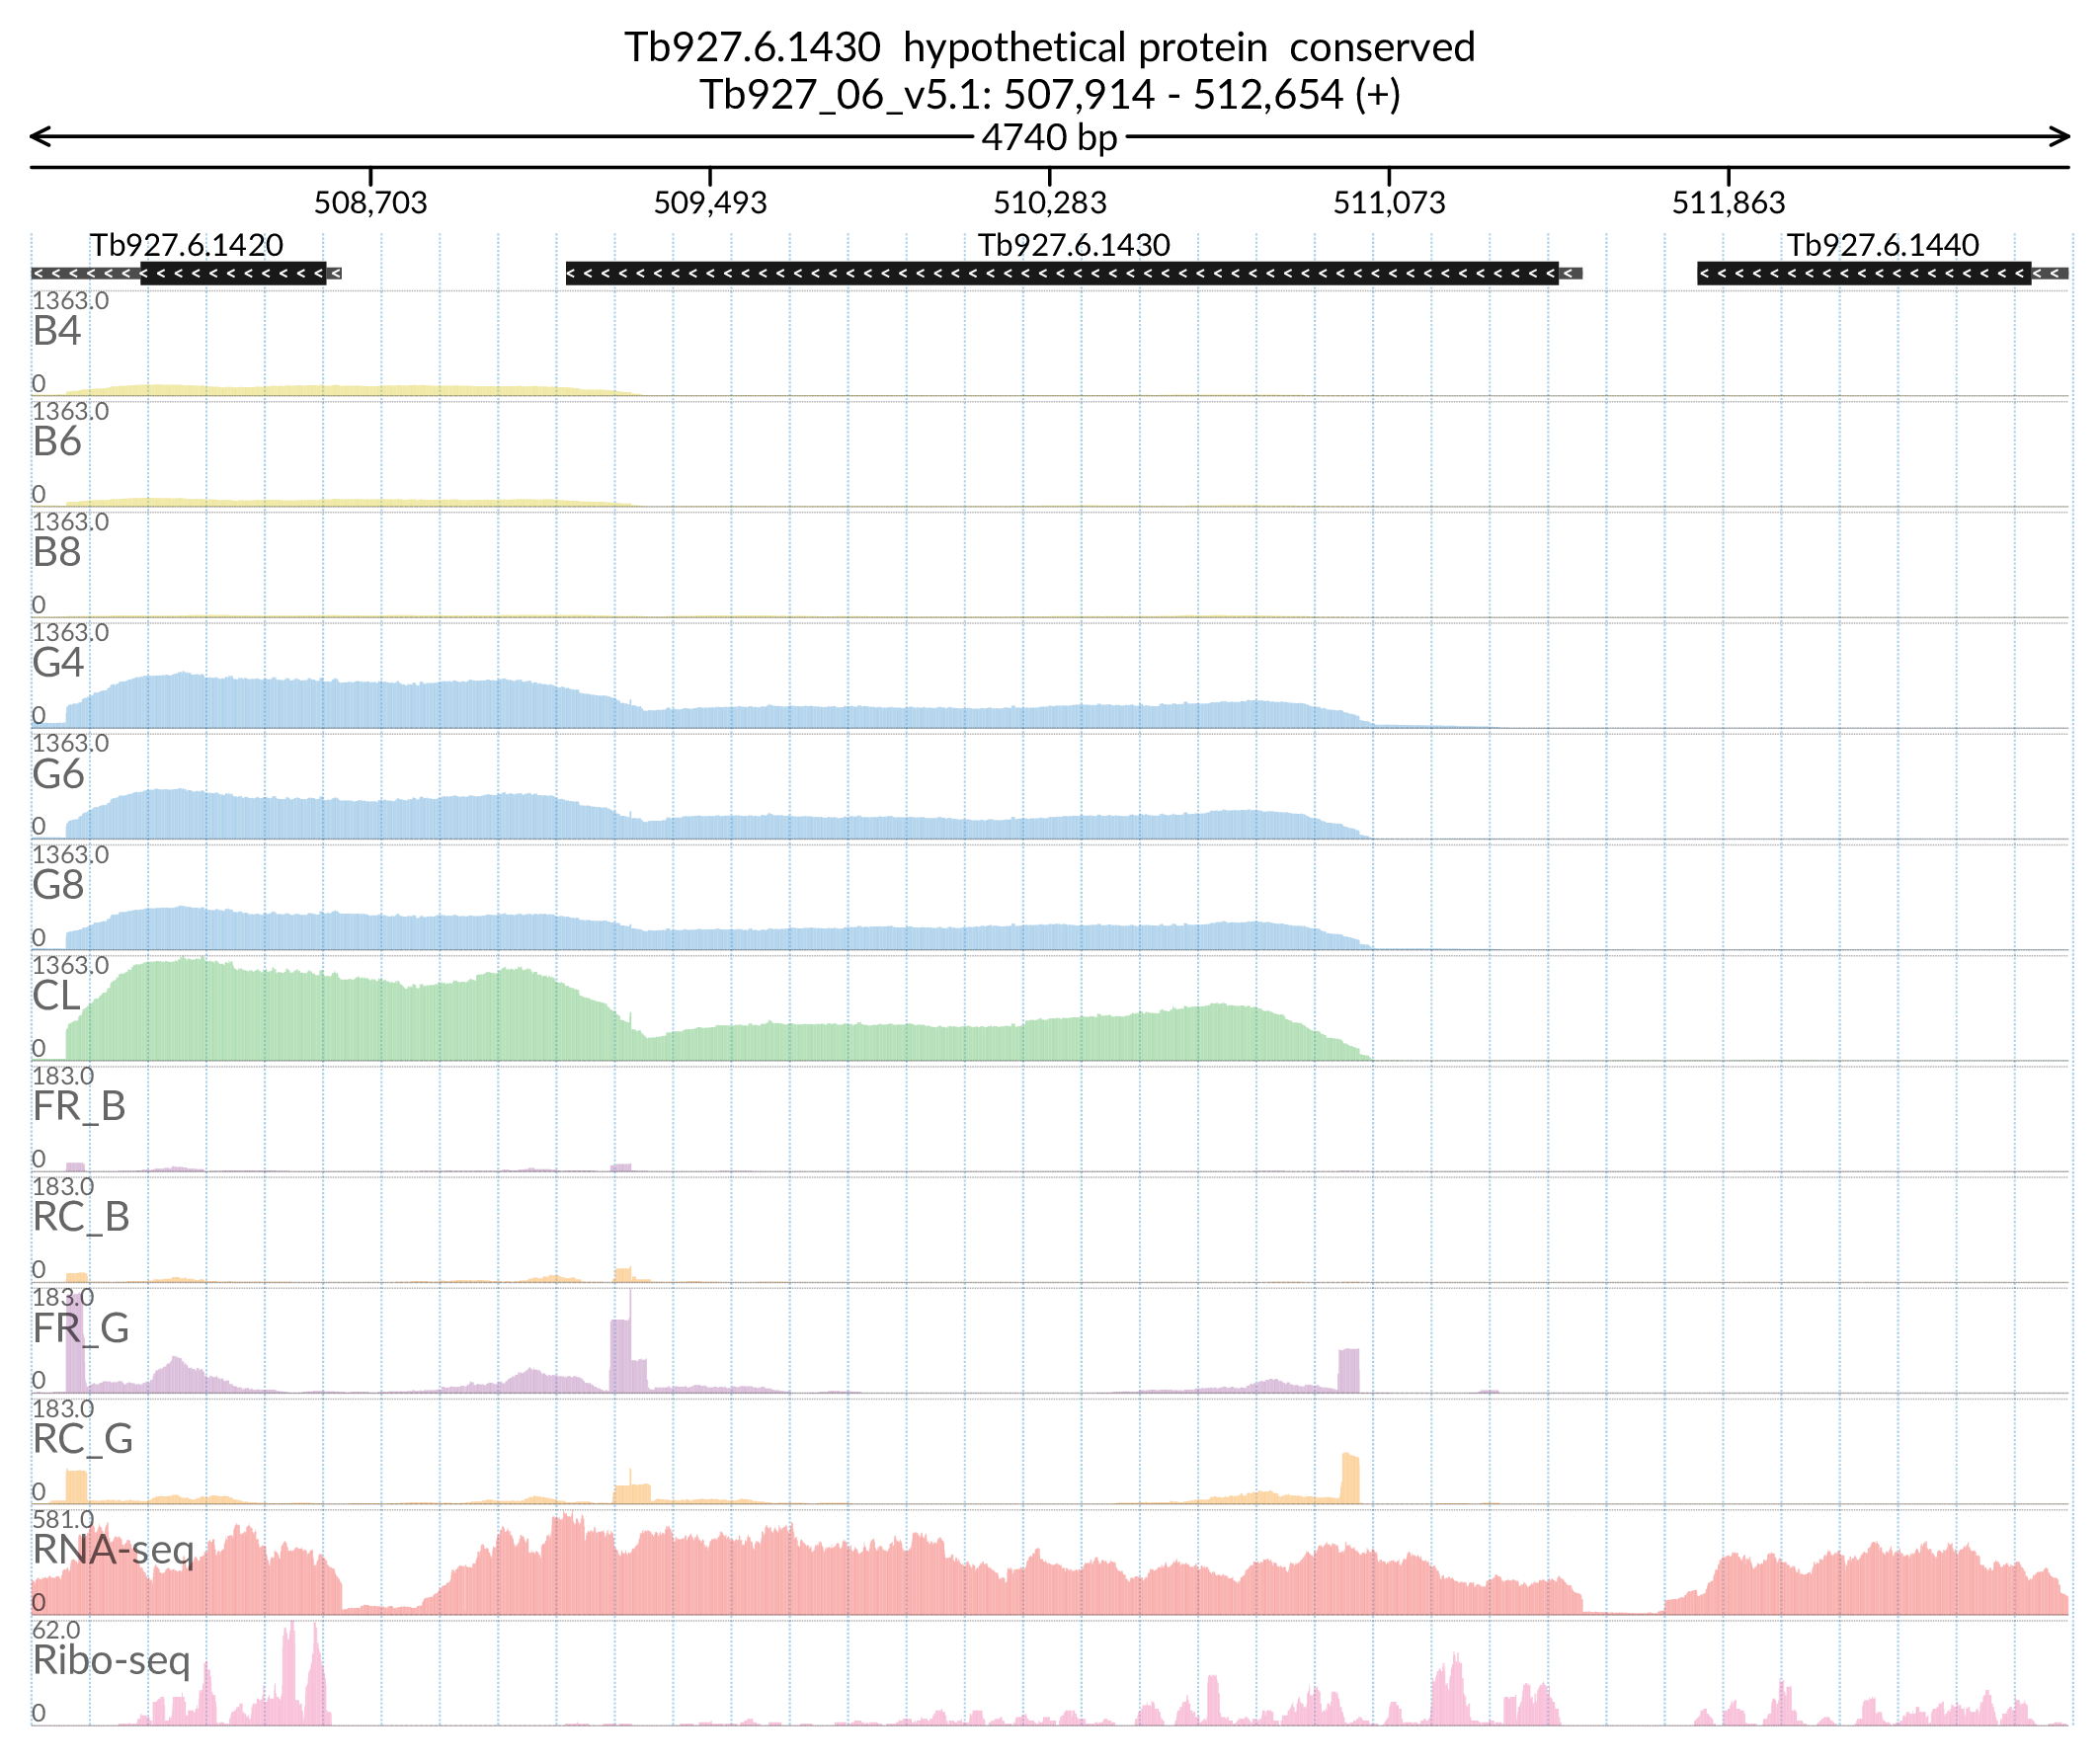 Tb927.6.1430 hypothetical protein conserved
Tb927_06_v5.1: 507,914 - 512,654 (+)
4740 bp
508,703 509,493 510,283 511,073 511,863
Tb927.6.1420 Tb927.6.1430 Tb927.6.1440
1363.0
B4
0
1363.0
B6
0
1363.0
B8
0
1363.0
G4
0
1363.0
G6
0
1363.0
G8
0
1363.0
CL
0
183.0
FR_B
0
183.0
RC_B
0
183.0
FR_G
0
183.0
RC_G
0
581.0
RNA-seq
0
62.0
Ribo-seq
0